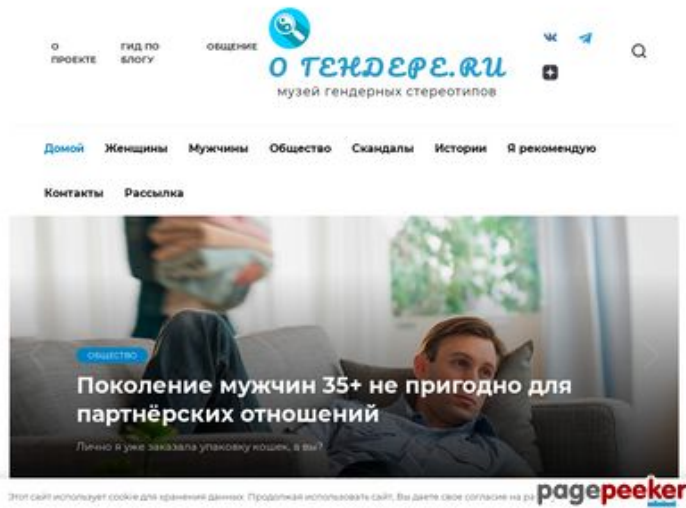 О
ПРОЕКТЕ
ГИД ПО
БЛОГУ
ОБЩЕНИЕ
О ГЕНДЕРЕ.RU
музей гендерных стереотипов
Домой Женщины Мужчины Общество Скандалы Истории Я рекомендую
Контакты Рассылка
ОБЩЕСТВО
Поколение мужчин 35+ не пригодно для
партнёрских отношений
Лично я уже заказала упаковку кошек, а вы?
Этот сайт использует cookie для хранения данных. Продолжая использовать сайт, Вы даете свое согласие на
pagepeeker